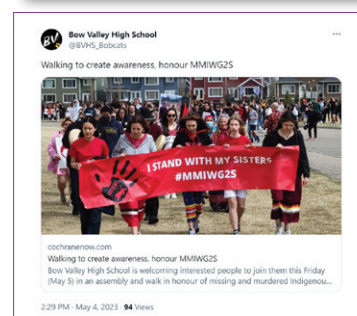 Bow Valley High School
@BVHS_Bobcats
Walking to create awareness, honour MMIWG2S
I STAND WITH MY SISTERS
#MMIWG2S
cochranenow.com
Walking to create awareness, honour MMIWG2S
Bow Valley High School is welcoming interested people to join them this Friday
(May 5) in an assembly and walk in honour of missing and murdered Indigenou...
2:29 PM · May 4, 2023 · 94 Views